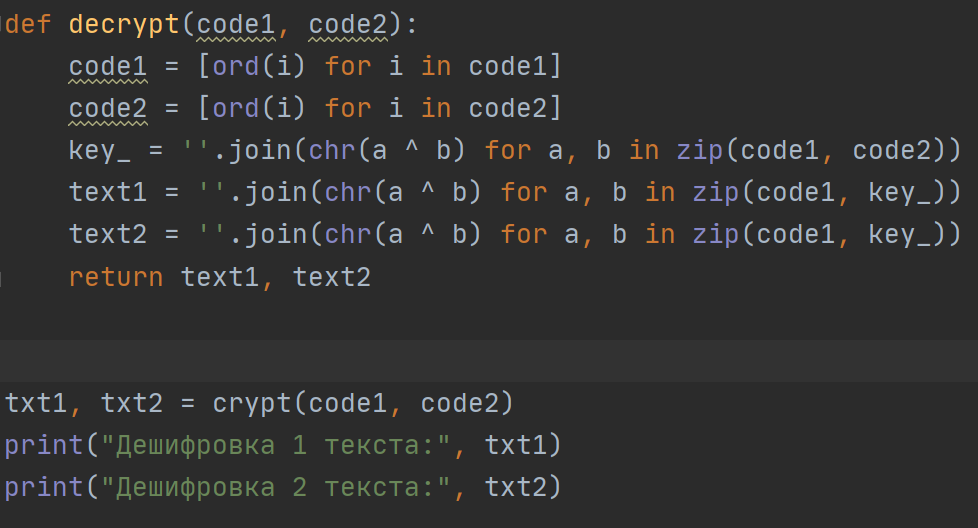 def decrypt(code1, code2):
    code1 = [ord(i) for i in code1]
    code2 = [ord(i) for i in code2]
    key_ = ''.join(chr(a ^ b) for a, b in zip(code1, code2))
    text1 = ''.join(chr(a ^ b) for a, b in zip(code1, key_))
    text2 = ''.join(chr(a ^ b) for a, b in zip(code1, key_))
    return text1, text2
txt1, txt2 = crypt(code1, code2)
print("Дешифровка 1 текста:", txt1)
print("Дешифровка 2 текста:", txt2)